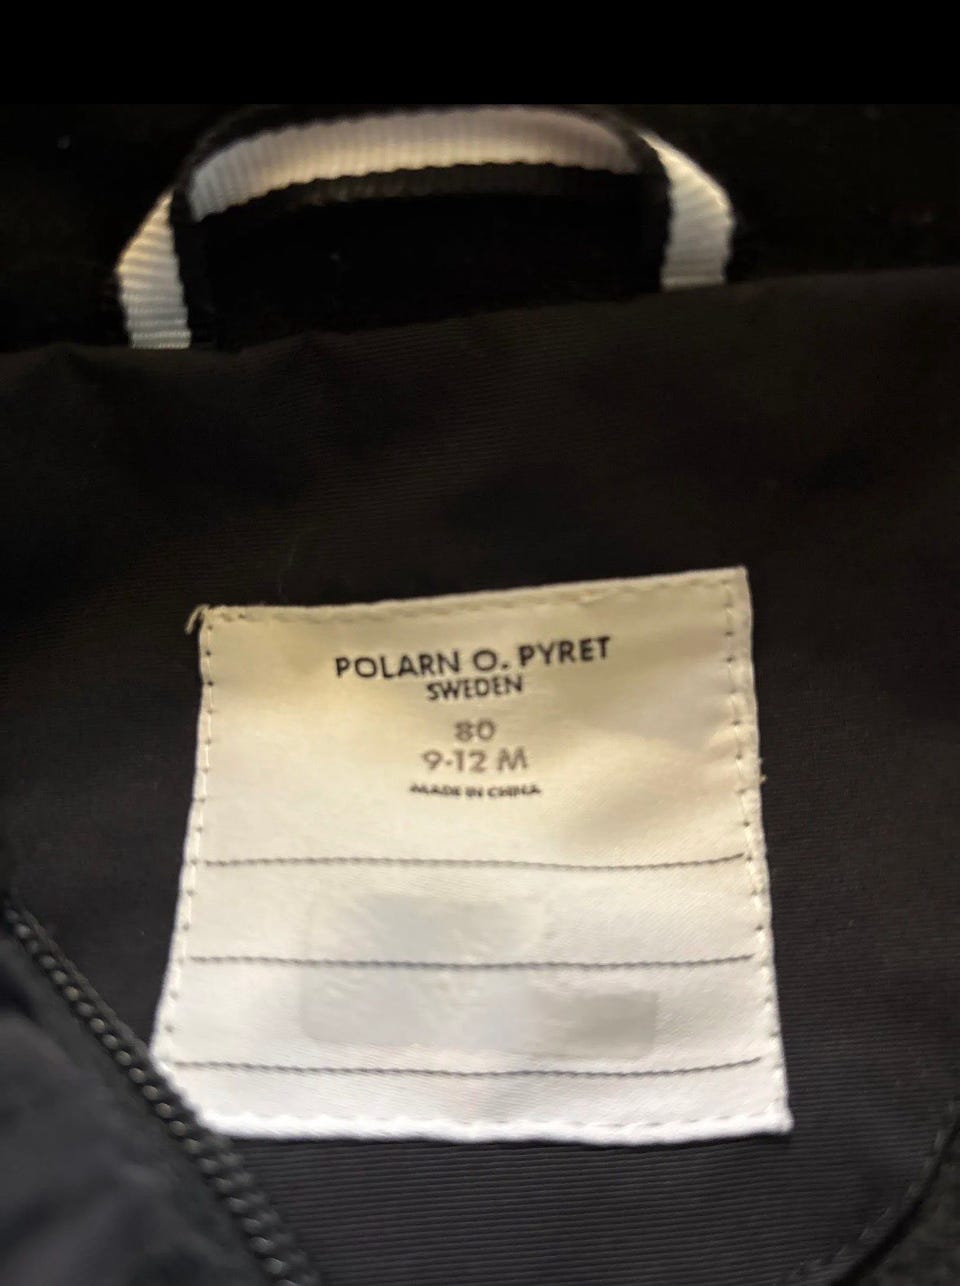 POLARN O. PYRET
SWEDEN
80
9-12 M
MADE IN CHINA